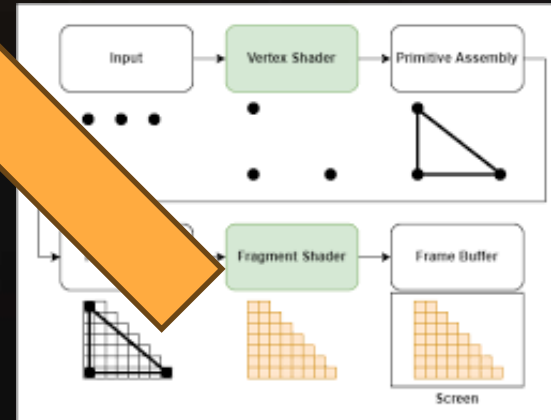 Input
Vertex Shader
Primitive Assembly
Fragment Shader
Frame Buffer
Screen